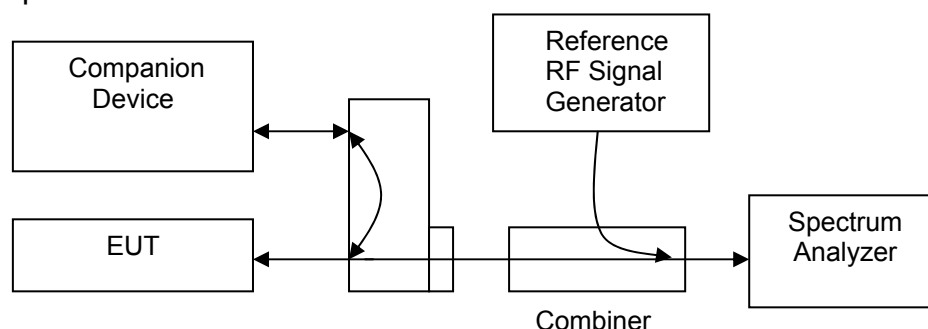 Companion
Device
Reference
RF Signal
Generator
EUT
Spectrum
Analyzer
Combiner